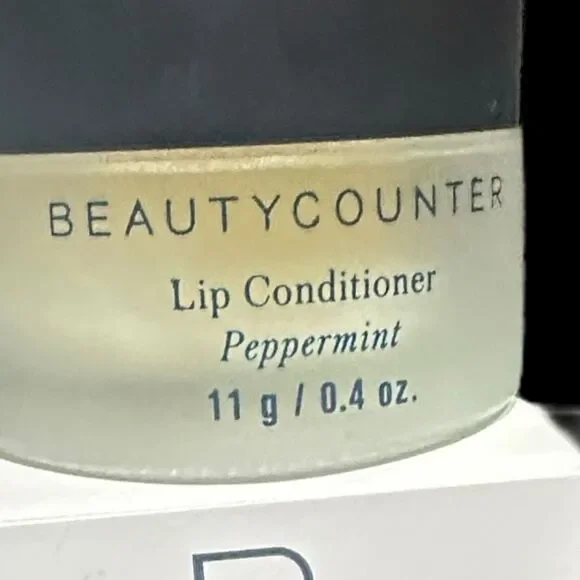 BEAUTYCOUNTER
Lip Conditioner
Peppermint
11 g / 0.4 oz.